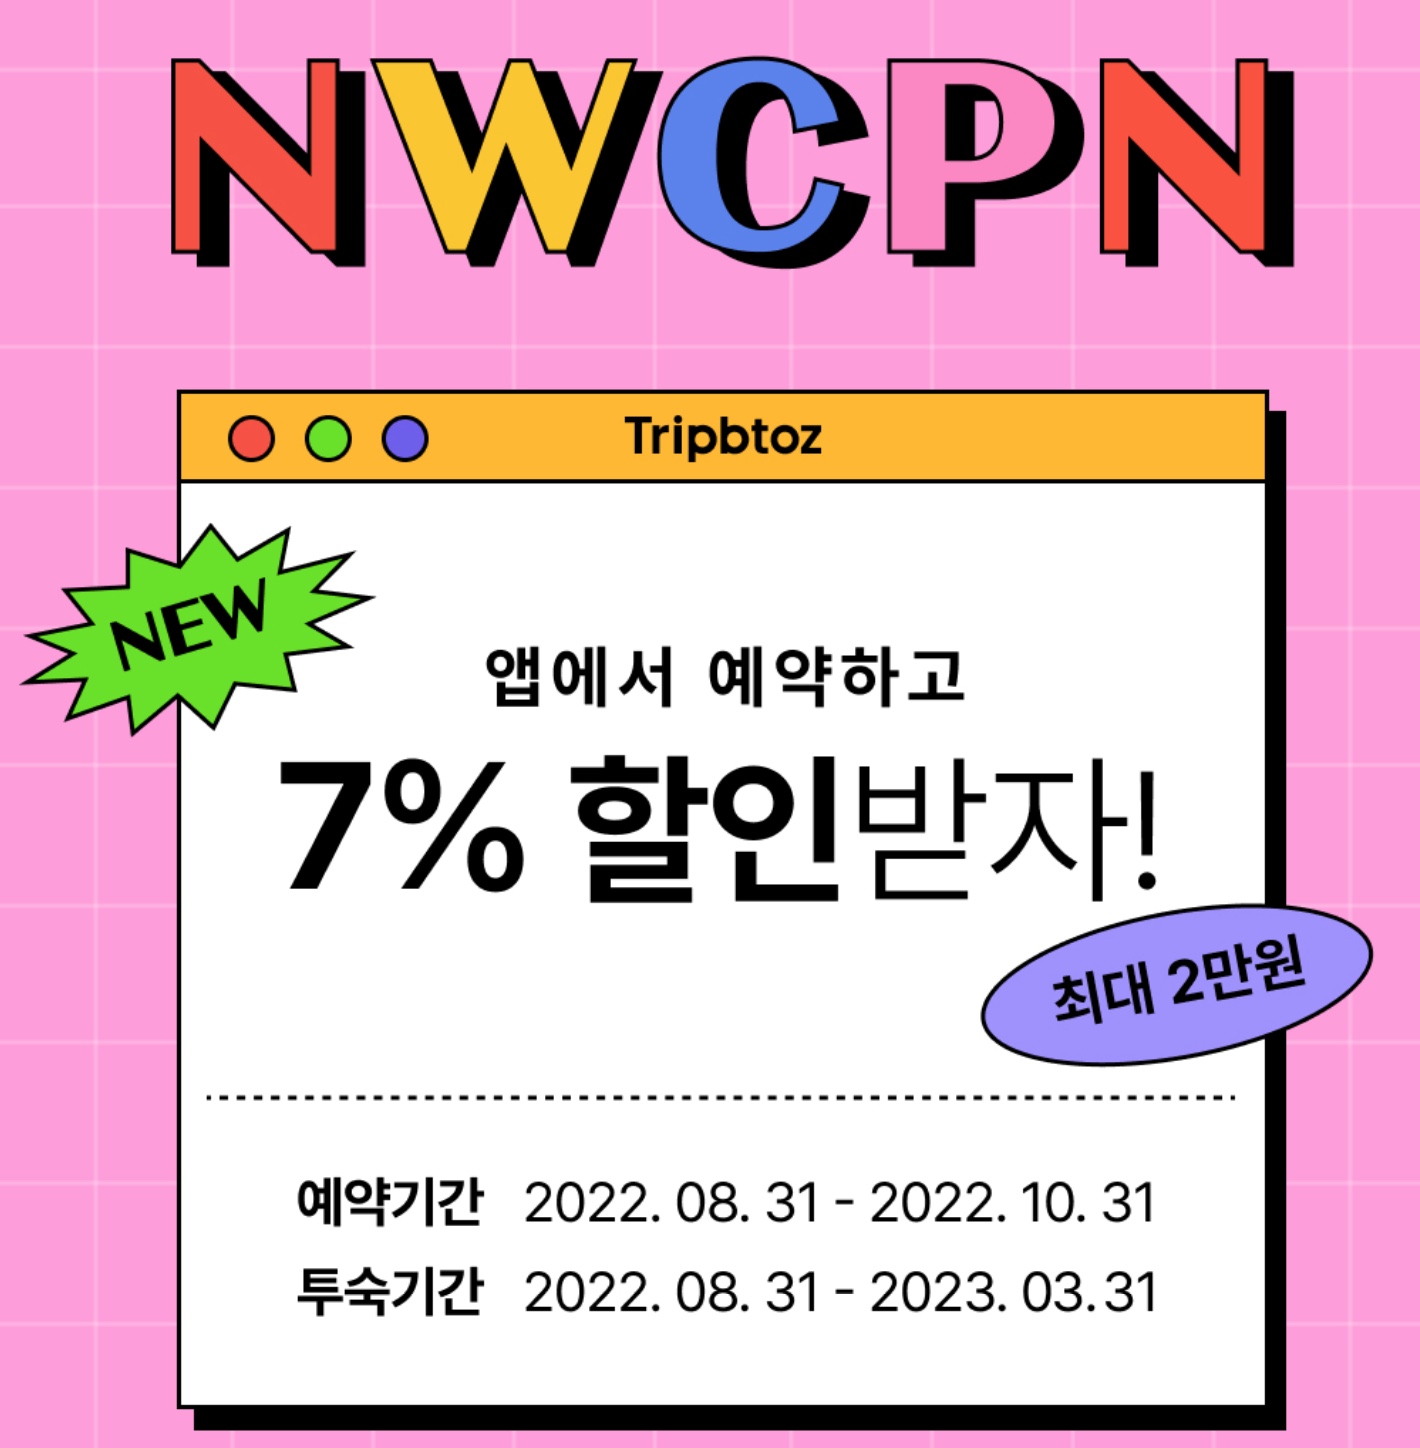 NWCPN
Tripbtoz
NEW
앱에서 예약하고
7% 할인받자!
최대 2만원
예약기간 2022. 08. 31 - 2022. 10. 31
투숙기간 2022. 08. 31 - 2023. 03. 31